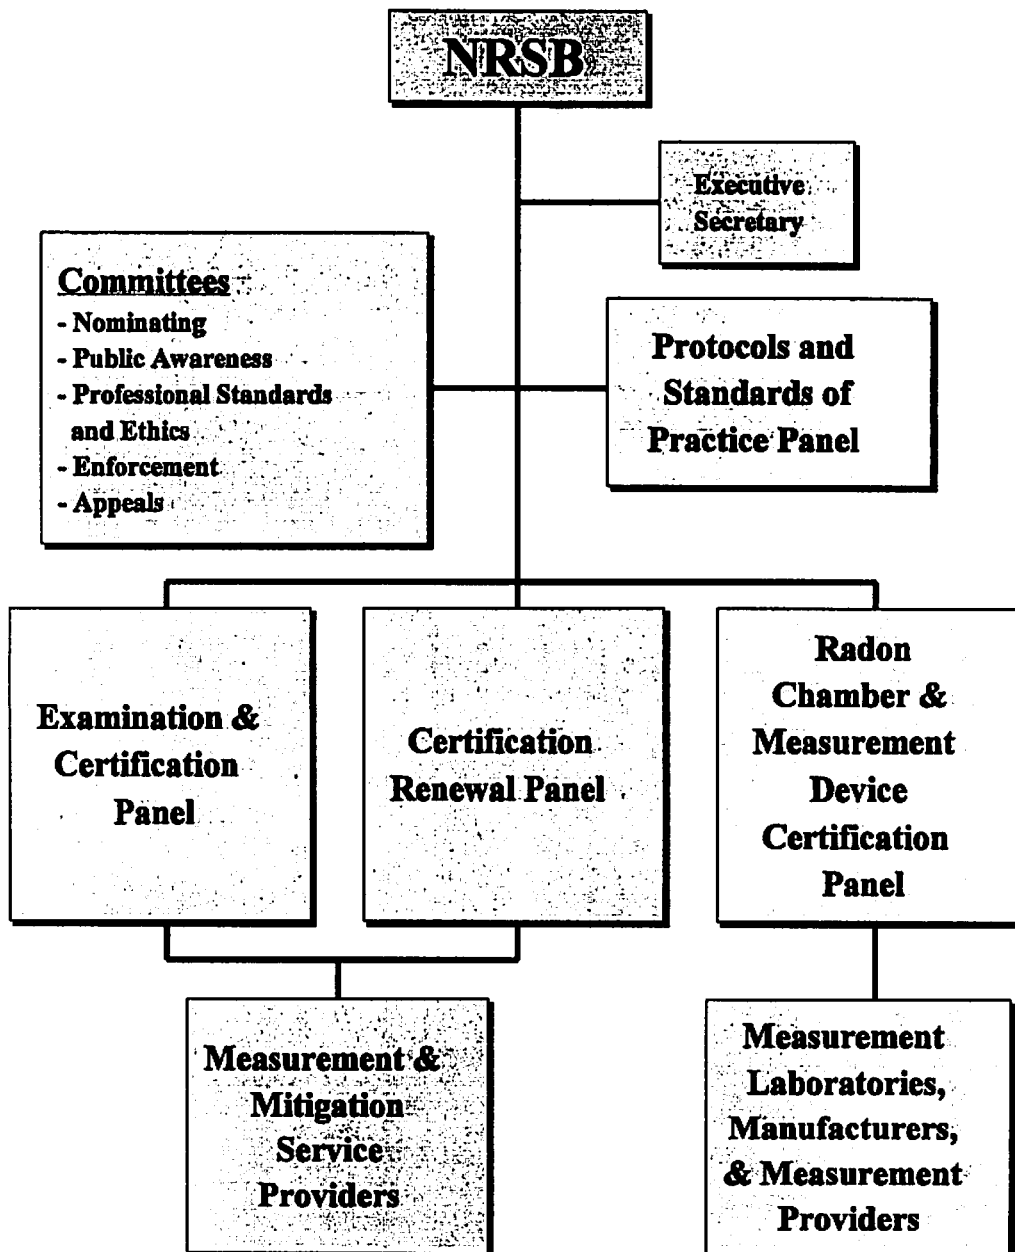 NRSB
Executive
Secretary
Committees
- Nominating
- Public Awareness
- Professional Standards
and Ethics
- Enforcement
- Appeals
Protocols and
Standards of
Practice Panel
Examination &
Certification
Panel
Certification
Renewal Panel
Radon
Chamber &
Measurement
Device
Certification
Panel
Measurement &
Mitigation
Service
Providers
Measurement
Laboratories,
Manufacturers,
& Measurement
Providers